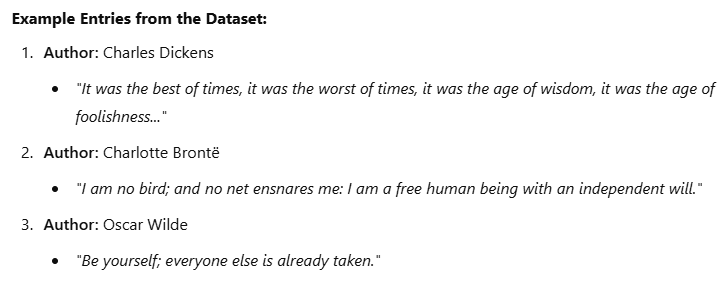 Example Entries from the Dataset:
1. Author: Charles Dickens
• "It was the best of times, it was the worst of times, it was the age of wisdom, it was the age of
foolishness..."
2. Author: Charlotte Brontë
• "I am no bird; and no net ensnares me: I am a free human being with an independent will."
3. Author: Oscar Wilde
• "Be yourself; everyone else is already taken."